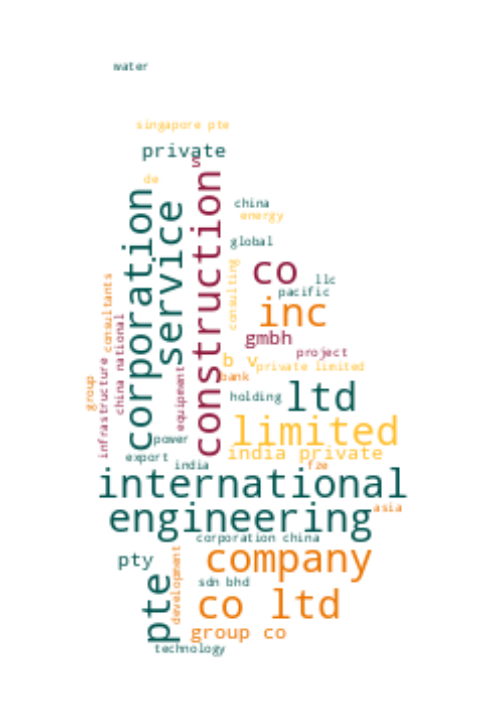 water
singapore pte
private
s
de
corporation
service
construction
china
energy
global
consulting
co
llc
pacific
inc
consultants
china national
gmbh
project
b v
private limited
infrastructure
group
equipment
bank
holding
ltd
limited
power
india private
export
india
fze
international
engineering
asia
corporation china
pty
company
development
sdn bhd
pte
co ltd
group co
technology